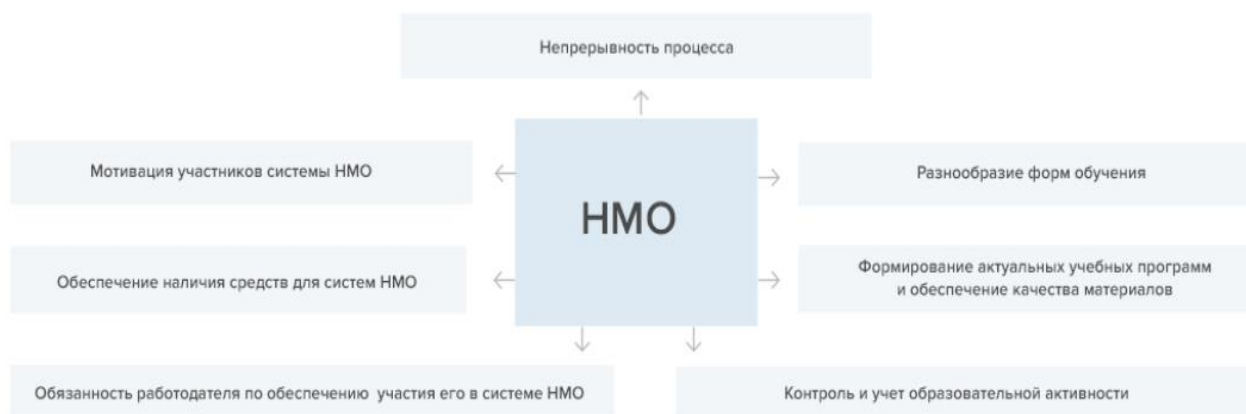 Непрерывность процесса
Мотивация участников системы НМО
Разнообразие форм обучения
НМО
Обеспечение наличия средств для систем НМО
Формирование актуальных учебных программ
и обеспечение качества материалов
Обязанность работодателя по обеспечению участия его в системе НМО
Контроль и учет образовательной активности